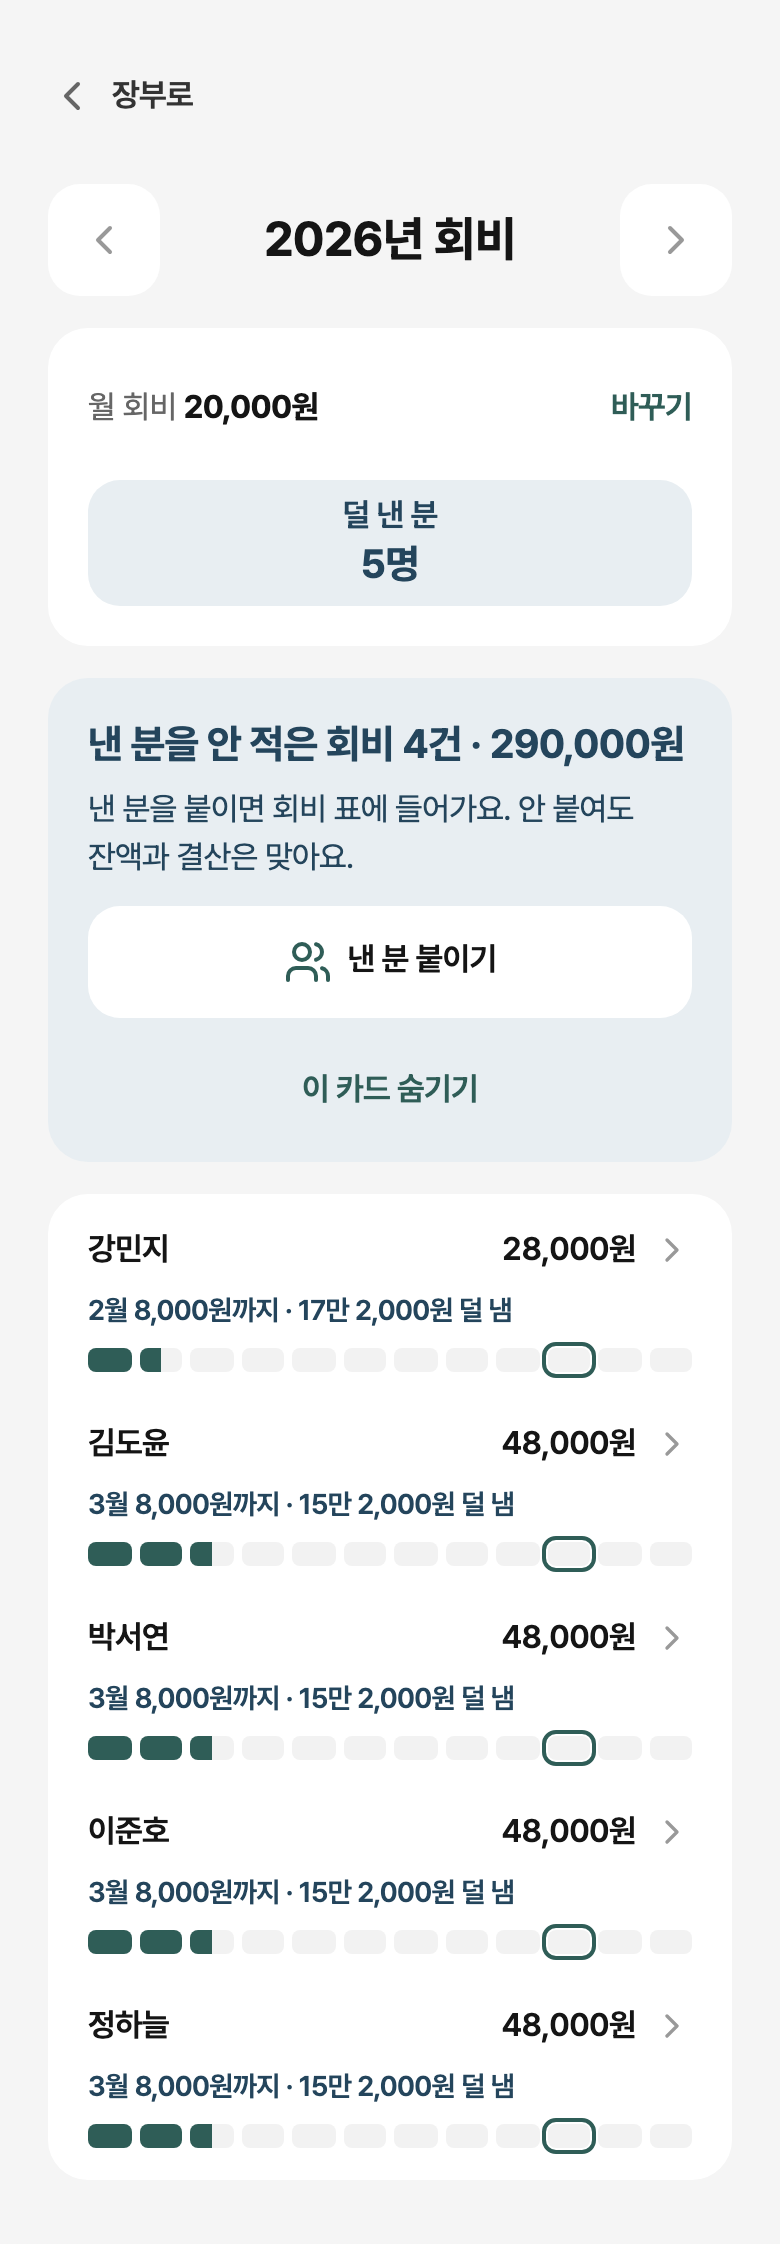 장부로
2026년 회비
월 회비 20,000원
바꾸기
덜 낸 분
5명
낸 분을 안 적은 회비 4건 · 290,000원
낸 분을 붙이면 회비 표에 들어가요. 안 붙여도
잔액과 결산은 맞아요.
낸 분 붙이기
이 카드 숨기기
강민지
28,000원
2월 8,000원까지 · 17만 2,000원 덜 냄
김도윤
48,000원
3월 8,000원까지 · 15만 2,000원 덜 냄
박서연
48,000원
3월 8,000원까지 · 15만 2,000원 덜 냄
이준호
48,000원
3월 8,000원까지 · 15만 2,000원 덜 냄
정하늘
48,000원
3월 8,000원까지 · 15만 2,000원 덜 냄